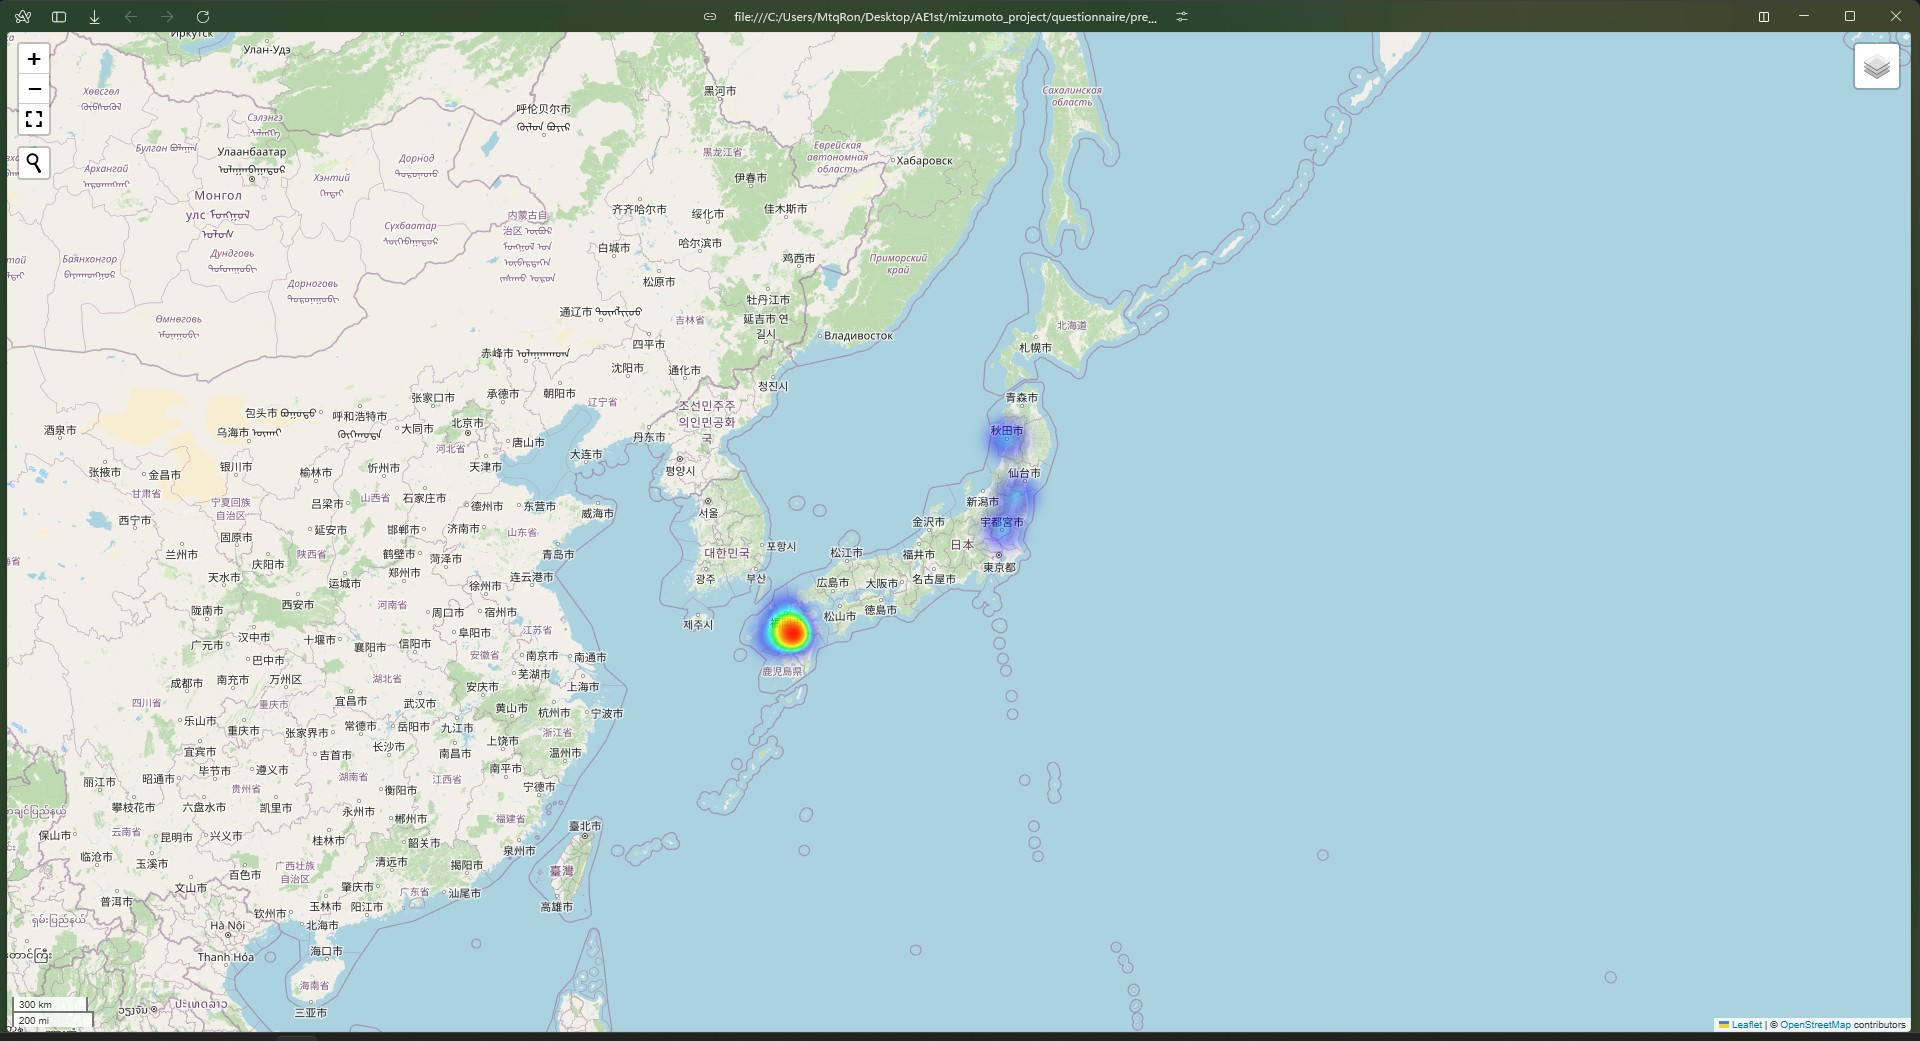 file:///C:/Users/MtqRon/Desktop/AE1st/mizumoto_project/questionnaire/pre...
+
−
Иркутск
Улан-Удэ
Хөвсгөл
Сэлэнгэ
Булган
Улаанбаатар
Архангай
Хэнтий
Дорнод
Монгол
улс
Сүхбаатар
Баянхонгор
Дундговь
Дорноговь
Өмнөговь
呼伦贝尔市
黑河市
Сахалинская
область
黑龙江省
Еврейская
автономная
область
Хабаровск
伊春市
齐齐哈尔市
绥化市
佳木斯市
内蒙古自
治区
白城市
哈尔滨市
鸡西市
Приморский
край
松原市
牡丹江市
通辽市
吉林省
延吉市 연
길시
Владивосток
四平市
赤峰市
沈阳市
通化市
청진시
北海道
札幌市
张家口市
承德市
朝阳市
辽宁省
조선민주주
의인민공화
국
青森市
包头市
呼和浩特市
酒泉市
乌海市
大同市
北京市
丹东市
秋田市
河北省
唐山市
大连市
张掖市
金昌市
银川市
榆林市
忻州市
天津市
평양시
仙台市
甘肃省
宁夏回族
自治区
吕梁市
山西省
石家庄市
德州市
东营市
威海市
서울
新潟市
西宁市
延安市
邯郸市
济南市
山东省
金沢市
宇都宮市
固原市
兰州市
庆阳市
陕西省
鹤壁市
菏泽市
青岛市
대한민국
포항시
松江市
福井市
日本
東京都
天水市
运城市
郑州市
徐州市
连云港市
광주
부산
広島市
大阪市
名古屋市
陇南市
西安市
河南省
周口市
宿州市
제주시
松山市
徳島市
广元市
汉中市
十堰市
襄阳市
信阳市
阜阳市
江苏省
巴中市
安徽省
南京市
南通市
鹿児島県
成都市
南充市
万州区
湖北省
安庆市
芜湖市
上海市
四川省
重庆市
宜昌市
武汉市
黄山市
杭州市
宁波市
乐山市
重庆市
张家界市
常德市
岳阳市
九江市
浙江省
宜宾市
吉首市
长沙市
南昌市
上饶市
温州市
丽江市
昭通市
毕节市
遵义市
湖南省
江西省
南平市
贵州省
衡阳市
宁德市
攀枝花市
六盘水市
凯里市
永州市
郴州市
福建省
保山市
云南省
昆明市
兴义市
桂林市
韶关市
泉州市
臺北市
临沧市
玉溪市
百色市
广西壮族
自治区
清远市
揭阳市
臺灣
文山市
肇庆市
广东省
汕尾市
普洱市
钦州市
玉林市
阳江市
高雄市
Hà Nội
北海市
Thanh Hóa
海口市
海南省
三亚市
300 km
200 mi
Leaflet | © OpenStreetMap contributors